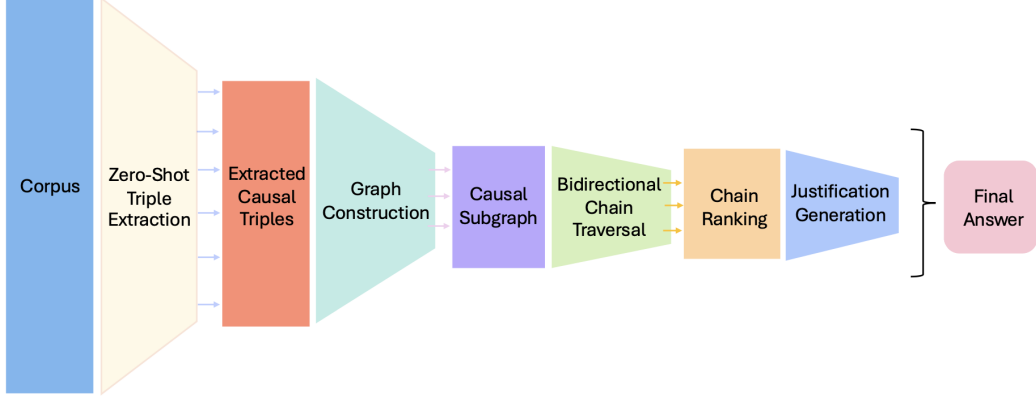 Corpus
Zero-Shot
Triple
Extraction
Extracted
Causal
Triples
Graph
Construction
Causal
Subgraph
Bidirectional
Chain
Traversal
Chain
Ranking
Justification
Generation
Final
Answer